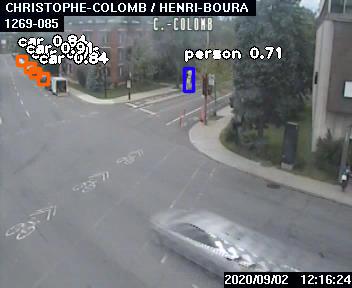 CHRISTOPHE-COLOMB / HENRI-BOURA
1269-085
C.-COLOMB
car 0.84
car 0.91
car 0.84
person 0.71
2020/09/02 12:16:24